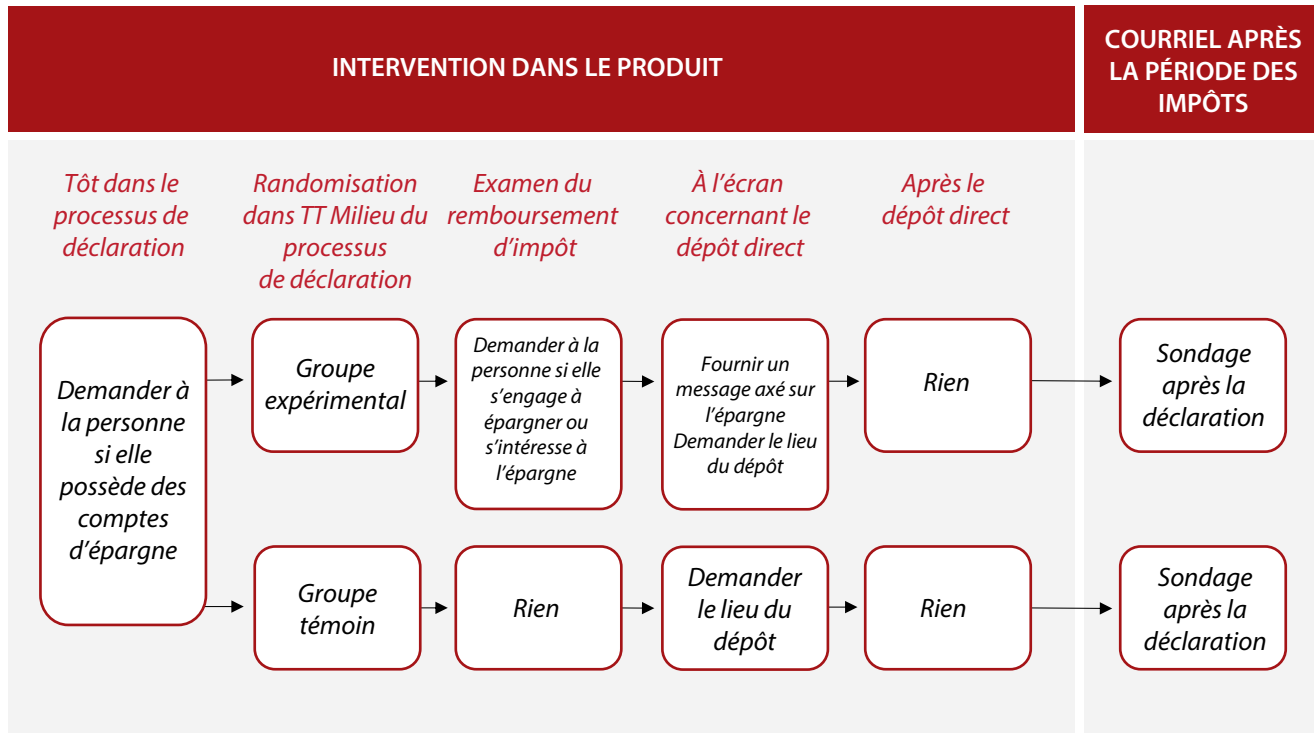 INTERVENTION DANS LE PRODUIT
COURRIEL APRÈS
LA PÉRIODE DES
IMPÔTS
Tôt dans le
processus de
déclaration
Randomisation
dans TT Milieu du
processus
de déclaration
Examen du
remboursement
d'impôt
À l'écran
concernant le
dépôt direct
Après le
dépôt direct
Demander à
la personne
si elle
possède des
comptes
d'épargne
Groupe
expérimental
Demander à la
personne si elle
s'engage à
épargner ou
s'intéresse à
l'épargne
Fournir un
message axé sur
l'épargne
Demander le lieu
du dépôt
Rien
Sondage
après la
déclaration
Groupe
témoin
Rien
Demander
le lieu du
dépôt
Rien
Sondage
après la
déclaration